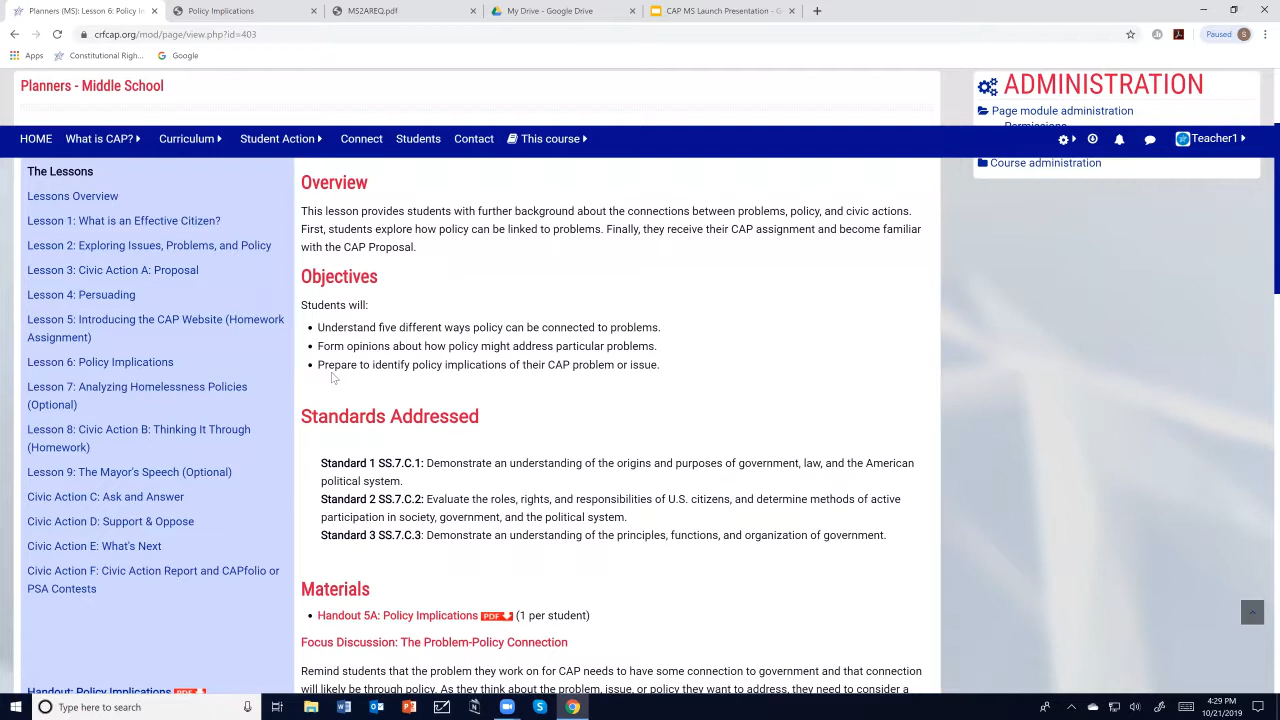 Planners (MS): Lesson 6: Policy I
Policy Implications
MS2AREQ.pdf
My Drive - Google Drive
CAP MS Launch Presentation - G
crfcap.org/mod/page/view.php?id=403
Paused
S
Apps
Constitutional Righ...
Google
Planners - Middle School
ADMINISTRATION
Page module administration
HOME
What is CAP?
Curriculum
Student Action
Connect
Students
Contact
This course
Teacher1
Course administration
The Lessons
Lessons Overview
Lesson 1: What is an Effective Citizen?
Lesson 2: Exploring Issues, Problems, and Policy
Lesson 3: Civic Action A: Proposal
Lesson 4: Persuading
Lesson 5: Introducing the CAP Website (Homework
Assignment)
Lesson 6: Policy Implications
Lesson 7: Analyzing Homelessness Policies
(Optional)
Lesson 8: Civic Action B: Thinking It Through
(Homework)
Lesson 9: The Mayor's Speech (Optional)
Civic Action C: Ask and Answer
Civic Action D: Support & Oppose
Civic Action E: What's Next
Civic Action F: Civic Action Report and CAPfolio or
PSA Contests
Handout: Policy Implications PDF
Overview
This lesson provides students with further background about the connections between problems, policy, and civic actions.
First, students explore how policy can be linked to problems. Finally, they receive their CAP assignment and become familiar
with the CAP Proposal.
Objectives
Students will:
• Understand five different ways policy can be connected to problems.
• Form opinions about how policy might address particular problems.
• Prepare to identify policy implications of their CAP problem or issue.
Standards Addressed
Standard 1 SS.7.C.1: Demonstrate an understanding of the origins and purposes of government, law, and the American
political system.
Standard 2 SS.7.C.2: Evaluate the roles, rights, and responsibilities of U.S. citizens, and determine methods of active
participation in society, government, and the political system.
Standard 3 SS.7.C.3: Demonstrate an understanding of the principles, functions, and organization of government.
Materials
• Handout 5A: Policy Implications PDF (1 per student)
Focus Discussion: The Problem-Policy Connection
Remind students that the problem they work on for CAP needs to have some connection to government and that connection
will likely be through policy. As they think about the problem, issue, or policy they want to address, they need to consider a
Type here to search
4:29 PM
10/21/2019